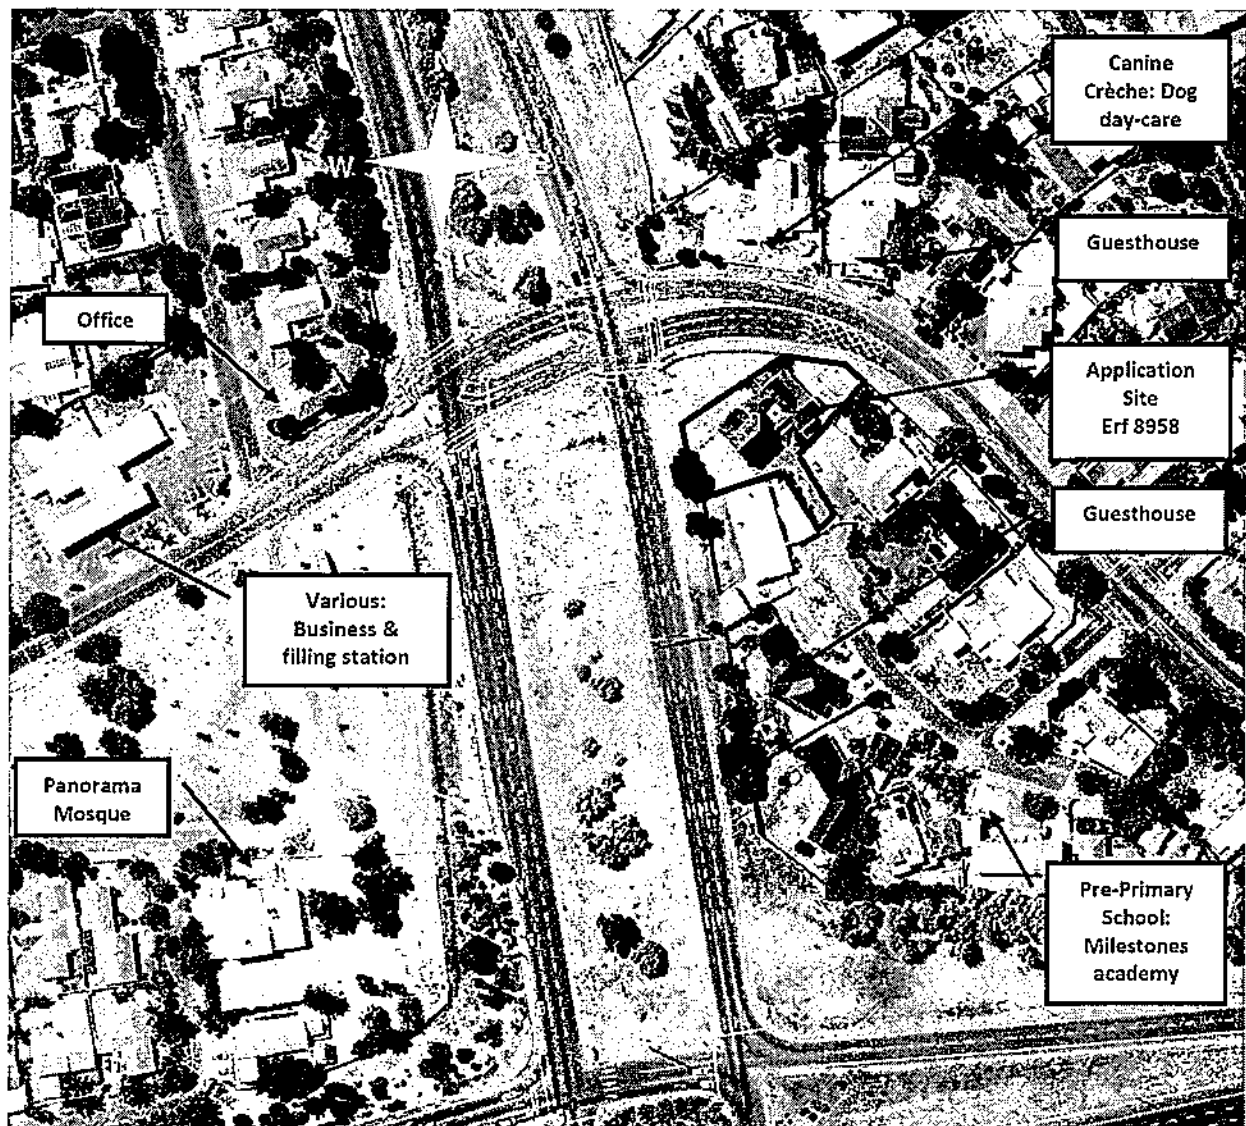 Canine
Crèche: Dog
day-care
W
E
Guesthouse
Office
Application
Site
Erf 8958
Guesthouse
Various:
Business &
filling station
Panorama
Mosque
Pre-Primary
School:
Milestones
academy